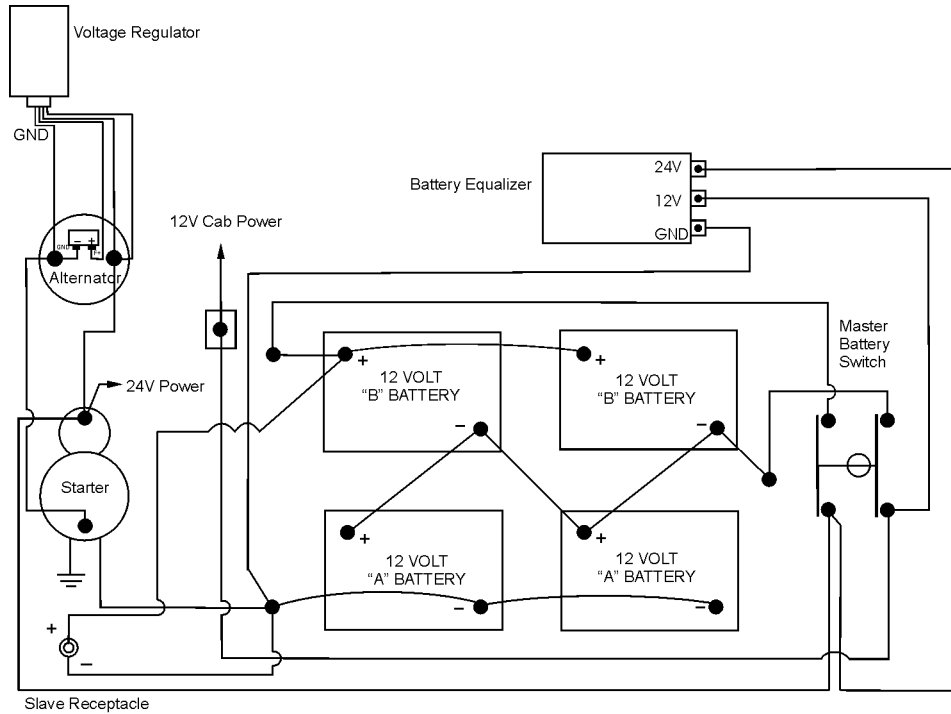 Voltage Regulator
GND
24V
Battery Equalizer
12V
12V Cab Power
GND
GND
− +
Alternator
Master
Battery
Switch
24V Power
+
12 VOLT
“B” BATTERY
−
+
12 VOLT
“B” BATTERY
−
Starter
+
12 VOLT
“A” BATTERY
−
+
12 VOLT
“A” BATTERY
−
+
−
Slave Receptacle